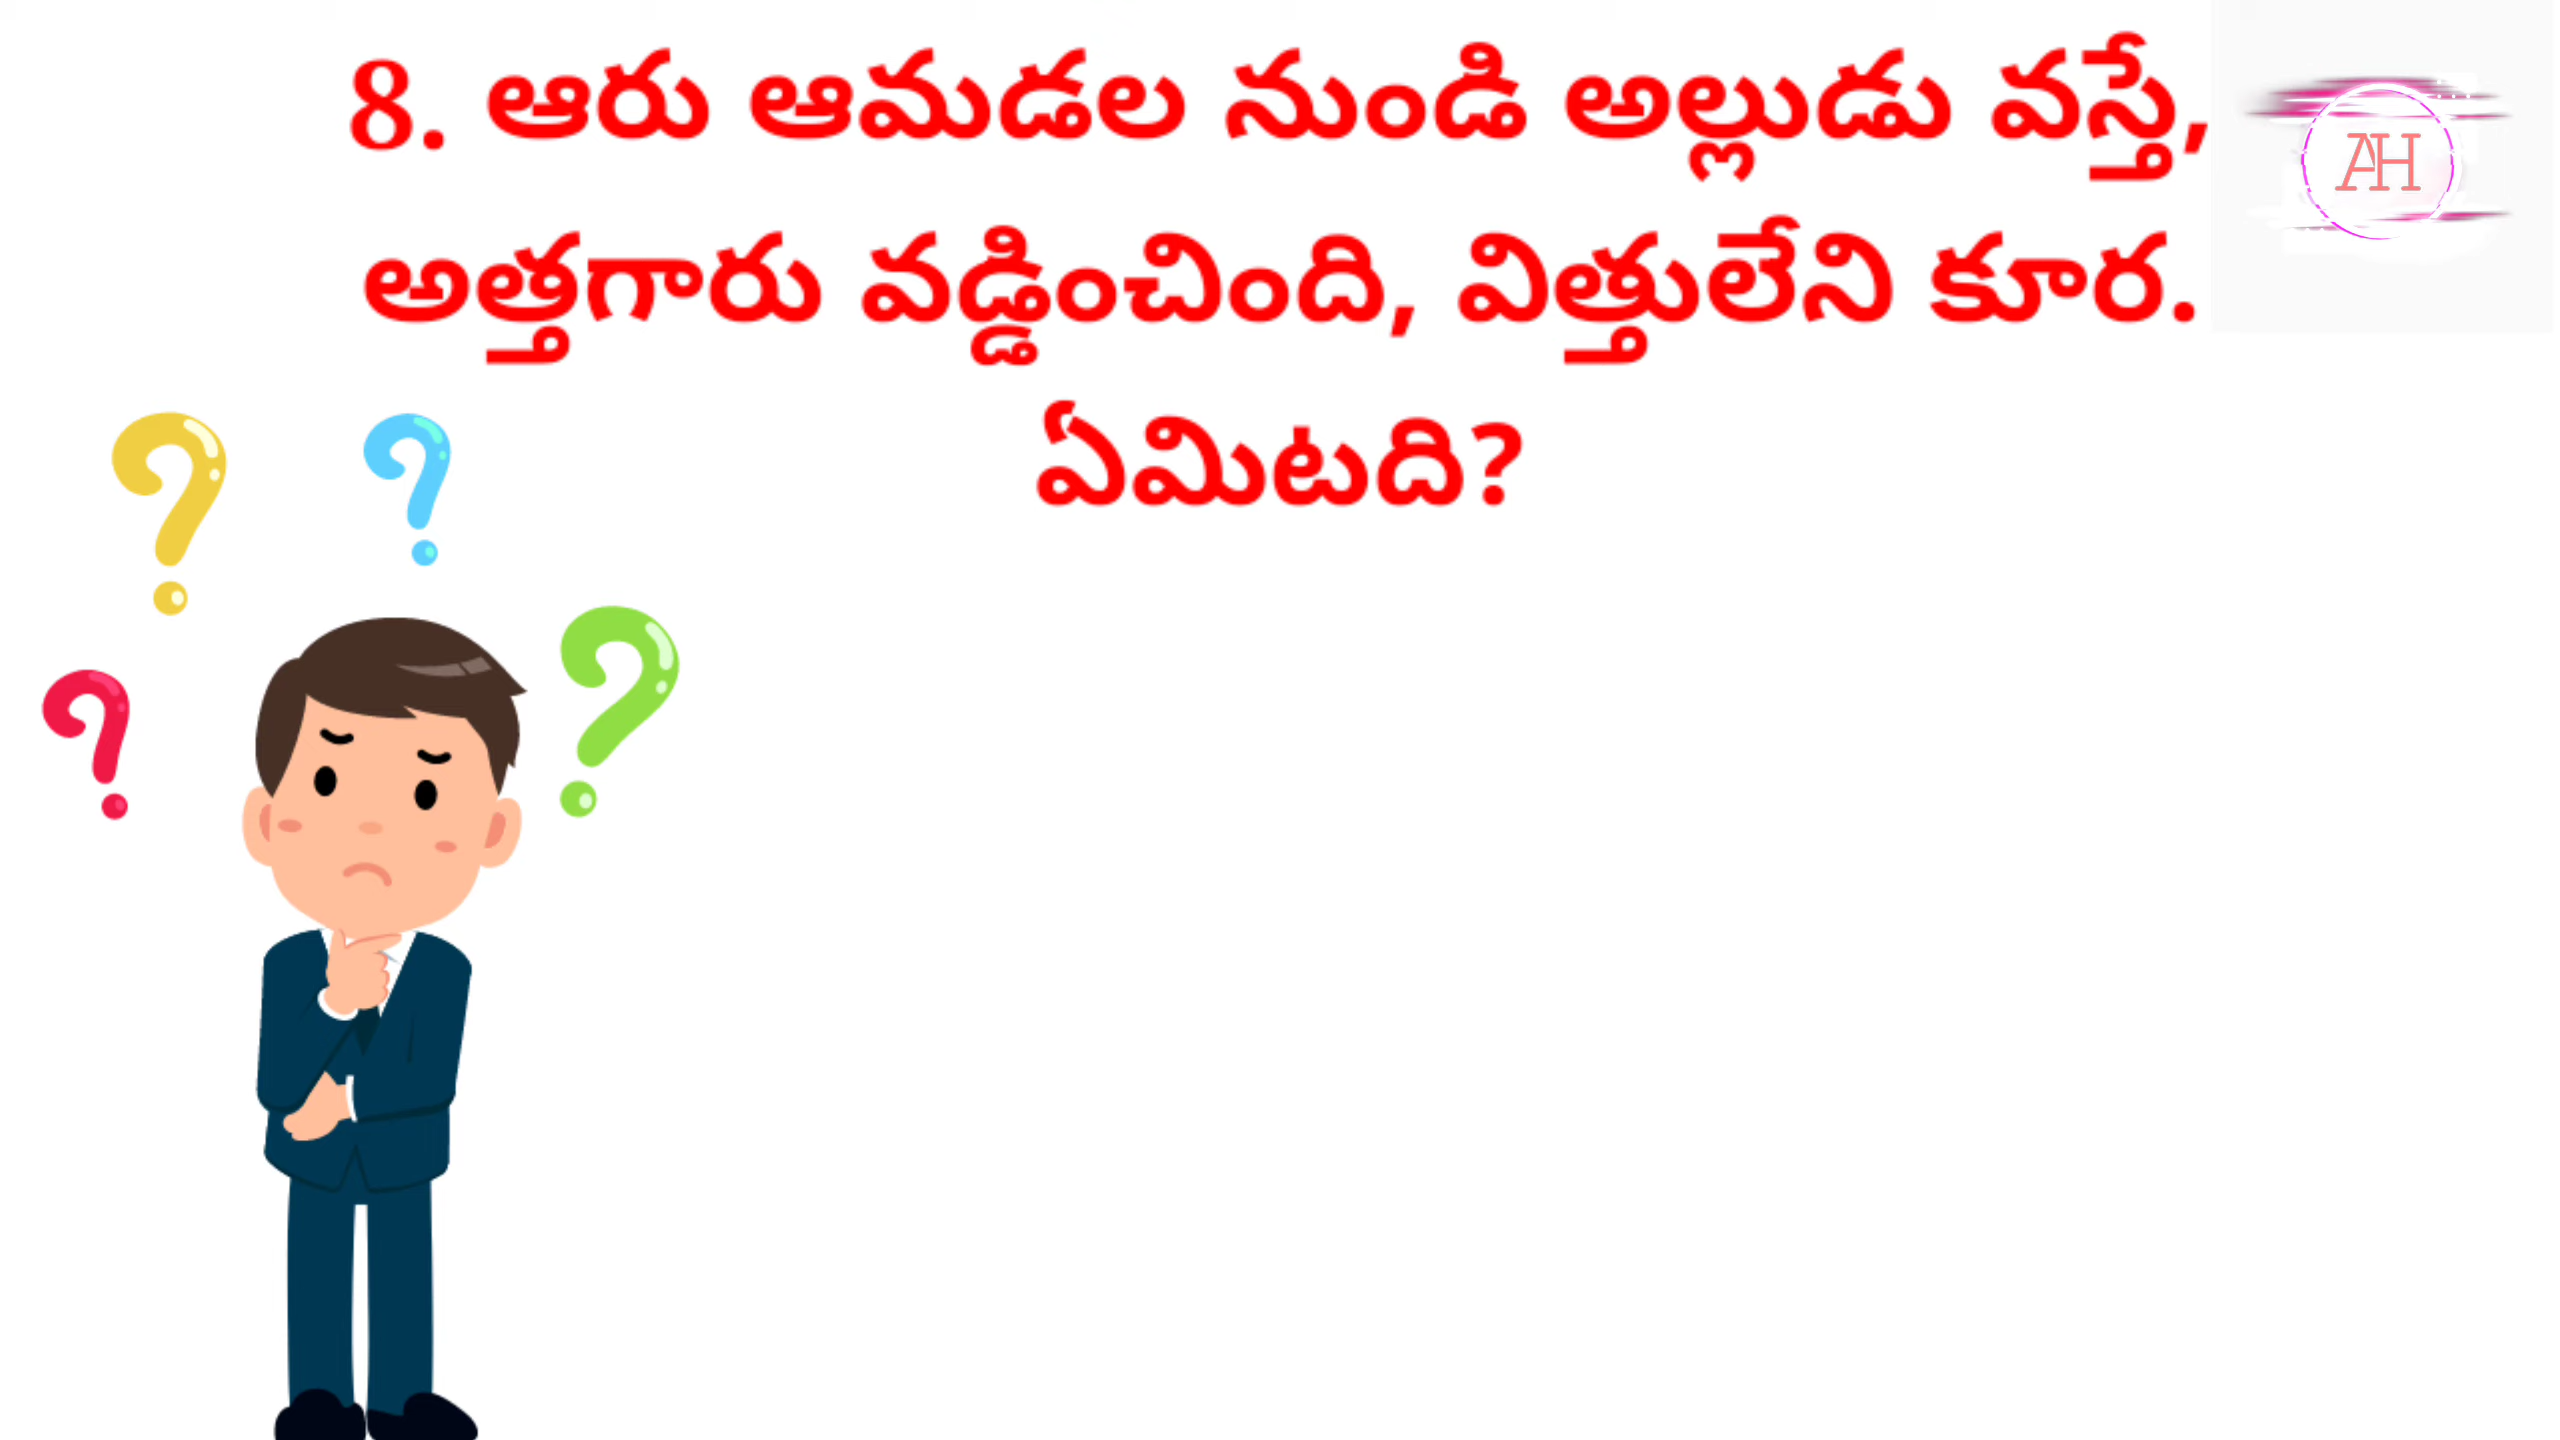 8. ఆరు ఆమడల నుండి అల్లుడు వస్తే,
AH
అత్తగారు వడ్డించింది, విత్తులేని కూర.
ఏమిటది?